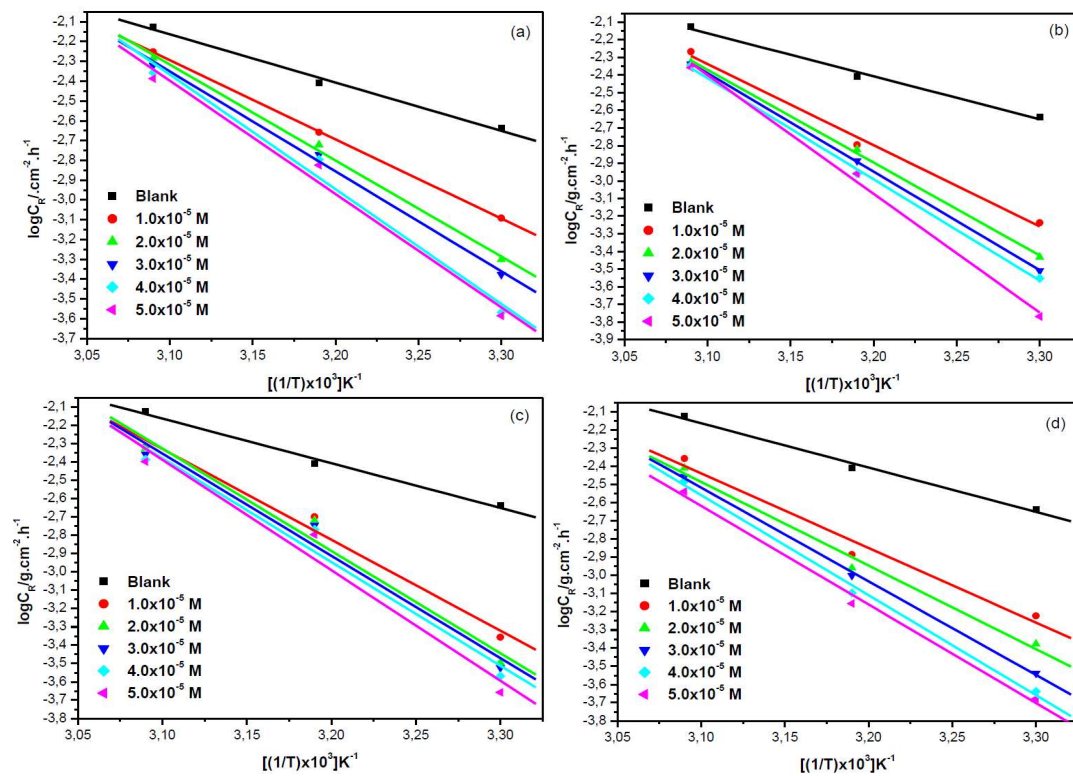 (a)
-2,1
-2,2
-2,3
-2,4
-2,5
-2,6
-2,7
-2,8
-2,9
-3,0
-3,1
-3,2
-3,3
-3,4
-3,5
-3,6
-3,7
logC_R/.cm⁻².h⁻¹
Blank
1.0x10⁻⁵ M
2.0x10⁻⁵ M
3.0x10⁻⁵ M
4.0x10⁻⁵ M
5.0x10⁻⁵ M
3,05 3,10 3,15 3,20 3,25 3,30
[(1/T)x10³]K⁻¹
(b)
-2,1
-2,2
-2,3
-2,4
-2,5
-2,6
-2,7
-2,8
-2,9
-3,0
-3,1
-3,2
-3,3
-3,4
-3,5
-3,6
-3,7
-3,8
-3,9
logC_R/g.cm⁻².h⁻¹
Blank
1.0x10⁻⁵ M
2.0x10⁻⁵ M
3.0x10⁻⁵ M
4.0x10⁻⁵ M
5.0x10⁻⁵ M
3,05 3,10 3,15 3,20 3,25 3,30
[(1/T)x10³]K⁻¹
(c)
-2,1
-2,2
-2,3
-2,4
-2,5
-2,6
-2,7
-2,8
-2,9
-3,0
-3,1
-3,2
-3,3
-3,4
-3,5
-3,6
-3,7
-3,8
logC_R/g.cm⁻².h⁻¹
Blank
1.0x10⁻⁵ M
2.0x10⁻⁵ M
3.0x10⁻⁵ M
4.0x10⁻⁵ M
5.0x10⁻⁵ M
3,05 3,10 3,15 3,20 3,25 3,30
[(1/T)x10³]K⁻¹
(d)
-2,1
-2,2
-2,3
-2,4
-2,5
-2,6
-2,7
-2,8
-2,9
-3,0
-3,1
-3,2
-3,3
-3,4
-3,5
-3,6
-3,7
-3,8
logC_R/g.cm⁻².h⁻¹
Blank
1.0x10⁻⁵ M
2.0x10⁻⁵ M
3.0x10⁻⁵ M
4.0x10⁻⁵ M
5.0x10⁻⁵ M
3,05 3,10 3,15 3,20 3,25 3,30
[(1/T)x10³]K⁻¹